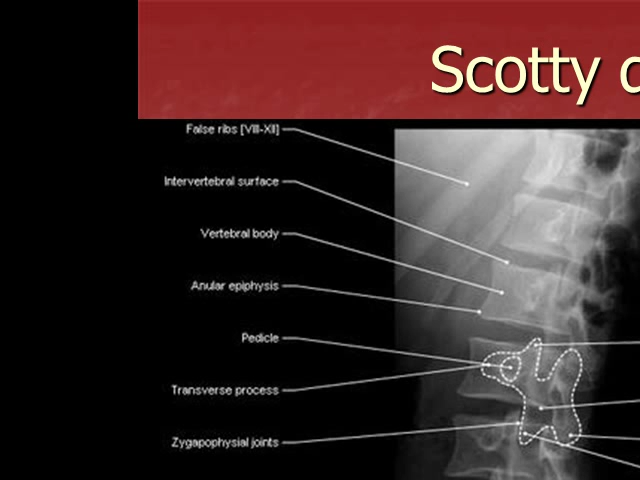 Scotty d
False ribs [VIII-XII]
Intervertebral surface
Vertebral body
Anular epiphysis
Pedicle
Transverse process
Zygapophysial joints